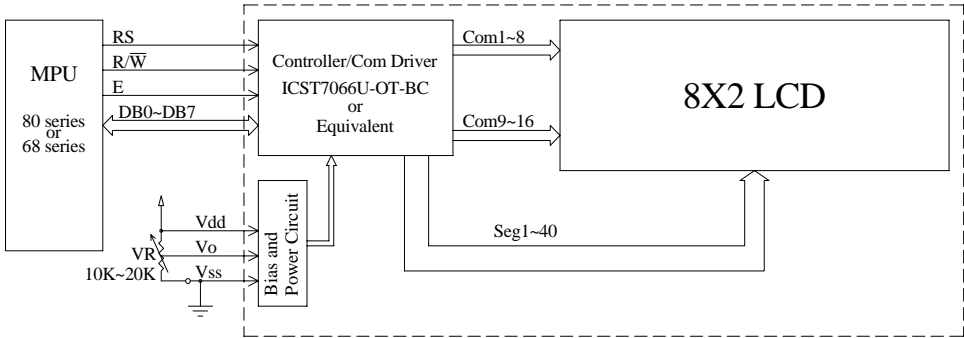 MPU
80 series
or
68 series
RS
R/W̅
E
DB0~DB7
Controller/Com Driver
ICST7066U-OT-BC
or
Equivalent
Com1~8
Com9~16
8X2 LCD
Seg1~40
Vdd
VR
Vo
10K~20K
Vss
Bias and
Power Circuit